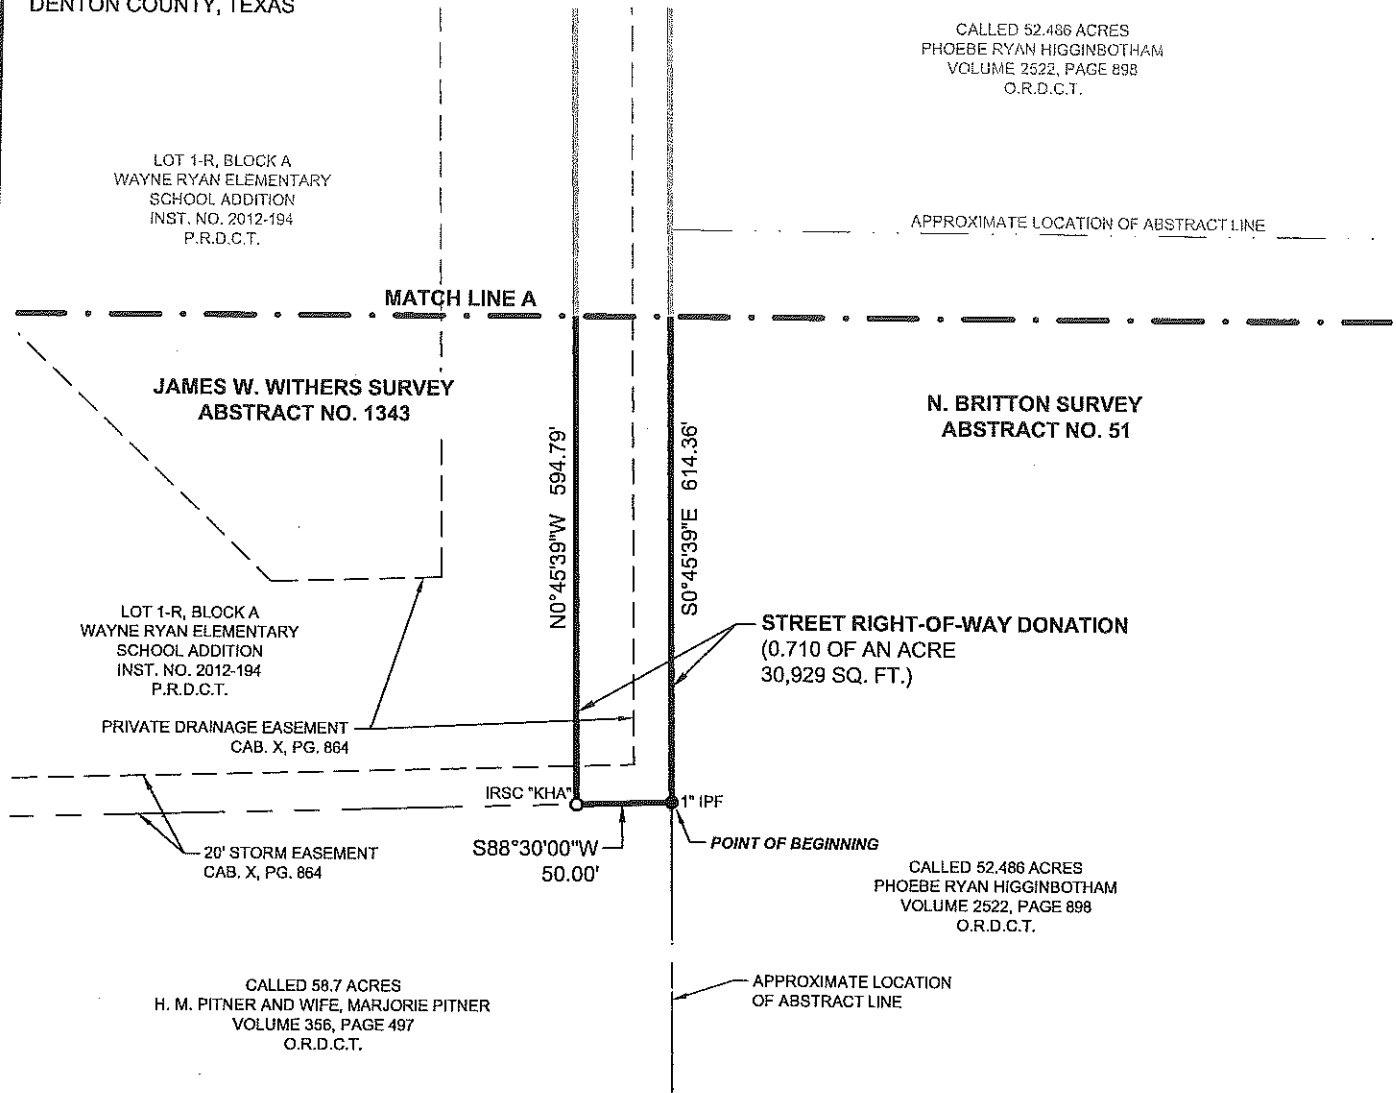 DENTON COUNTY, TEXAS
CALLED 52.486 ACRES
PHOEBE RYAN HIGGINBOTHAM
VOLUME 2522, PAGE 898
O.R.D.C.T.
LOT 1-R, BLOCK A
WAYNE RYAN ELEMENTARY
SCHOOL ADDITION
INST. NO. 2012-194
P.R.D.C.T.
APPROXIMATE LOCATION OF ABSTRACT LINE
MATCH LINE A
JAMES W. WITHERS SURVEY
ABSTRACT NO. 1343
N. BRITTON SURVEY
ABSTRACT NO. 51
N0°45'39"W 594.79'
S0°45'39"E 614.36'
LOT 1-R, BLOCK A
WAYNE RYAN ELEMENTARY
SCHOOL ADDITION
INST. NO. 2012-194
P.R.D.C.T.
STREET RIGHT-OF-WAY DONATION
(0.710 OF AN ACRE
30,929 SQ. FT.)
PRIVATE DRAINAGE EASEMENT
CAB. X, PG. 864
IRSC "KHA"
1" IPF
S88°30'00"W
50.00'
POINT OF BEGINNING
20' STORM EASEMENT
CAB. X, PG. 864
CALLED 52.486 ACRES
PHOEBE RYAN HIGGINBOTHAM
VOLUME 2522, PAGE 898
O.R.D.C.T.
CALLED 58.7 ACRES
H. M. PITNER AND WIFE, MARJORIE PITNER
VOLUME 356, PAGE 497
O.R.D.C.T.
APPROXIMATE LOCATION
OF ABSTRACT LINE